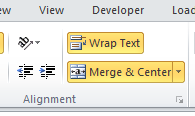 View Developer Load
Wrap Text
Merge & Center
Alignment